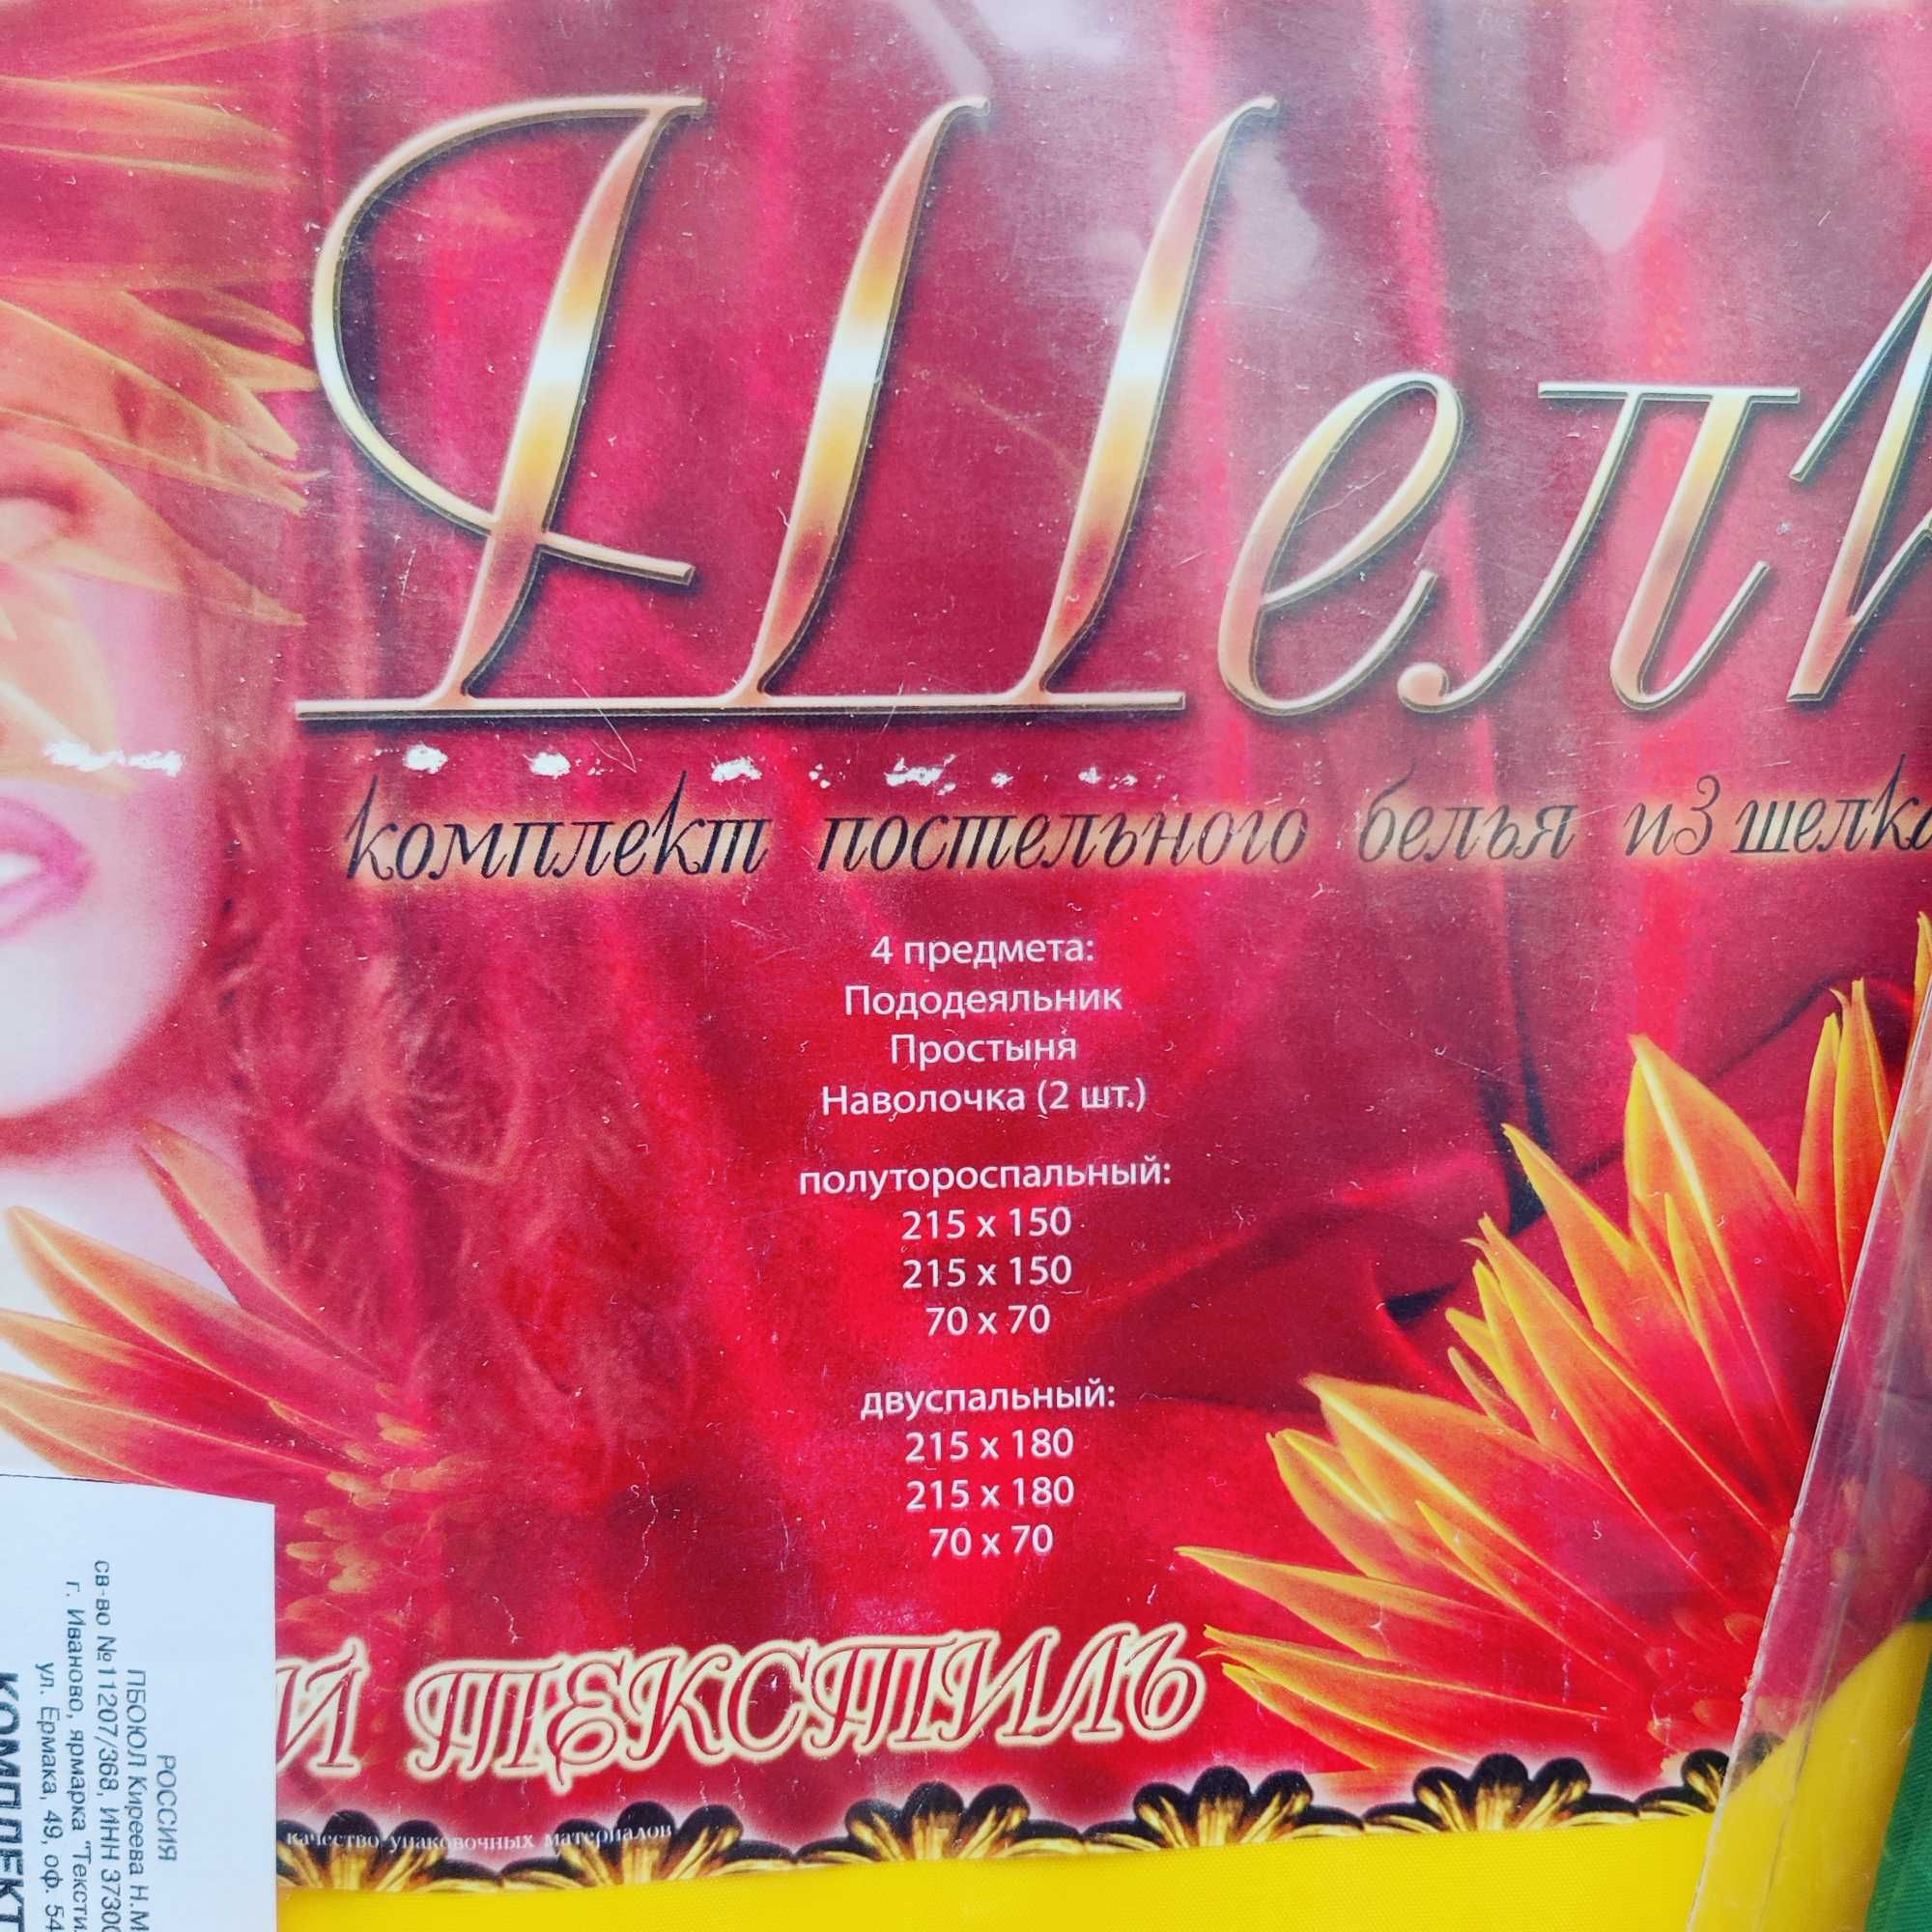 Шелк
комплект постельного белья из шелка
4 предмета:
Пододеяльник
Простыня
Наволочка (2 шт.)
полутороспальный:
215 x 150
215 x 150
70 x 70
двуспальный:
215 x 180
215 x 180
70 x 70
Й ТЕКСТИЛЬ
качество упаковочных материалов
РОССИЯ
ПБОЮЛ Киреева Н.М
св-во №11207/368, ИНН 37300
г. Иваново, ярмарка "Тексти
ул. Ермака, 49, оф. 54
КОМПЛЕКТ